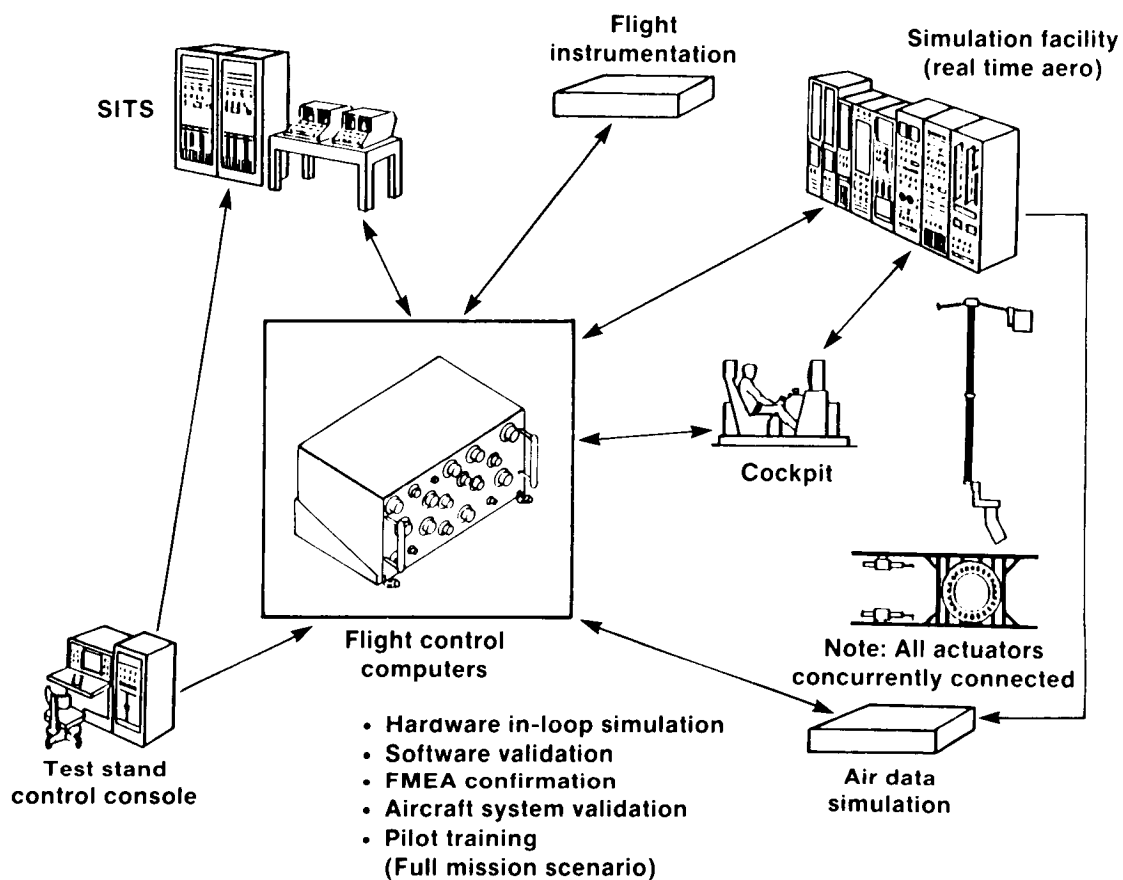 Flight
instrumentation
Simulation facility
(real time aero)
SITS
Cockpit
Flight control
computers
Note: All actuators
concurrently connected
Test stand
control console
Air data
simulation
• Hardware in-loop simulation
• Software validation
• FMEA confirmation
• Aircraft system validation
• Pilot training
(Full mission scenario)